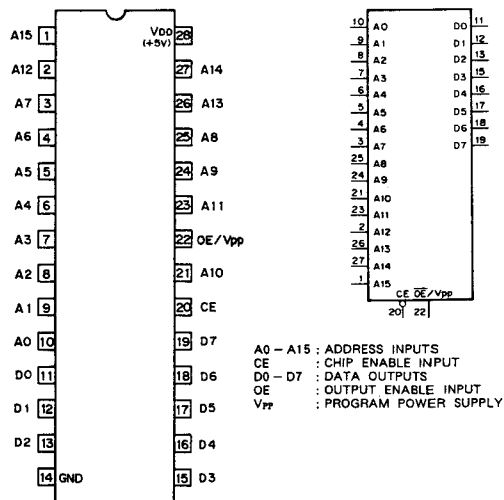 A15 1 VDD (+5V) 28
A12 2 27 A14
A7 3 26 A13
A6 4 25 A8
A5 5 24 A9
A4 6 23 A11
A3 7 22 OE/Vpp
A2 8 21 A10
A1 9 20 CE
A0 10 19 D7
D0 11 18 D6
D1 12 17 D5
D2 13 16 D4
14 GND 15 D3
10 A0 D0 11
9 A1 D1 12
8 A2 D2 13
7 A3 D3 15
6 A4 D4 16
5 A5 D5 17
4 A6 D6 18
3 A7 D7 19
25 A8
24 A9
21 A10
23 A11
2 A12
26 A13
27 A14
1 A15
CE OE/Vpp
20 22
A0 – A15 : ADDRESS INPUTS
CE : CHIP ENABLE INPUT
D0 – D7 : DATA OUTPUTS
OE : OUTPUT ENABLE INPUT
VPP : PROGRAM POWER SUPPLY